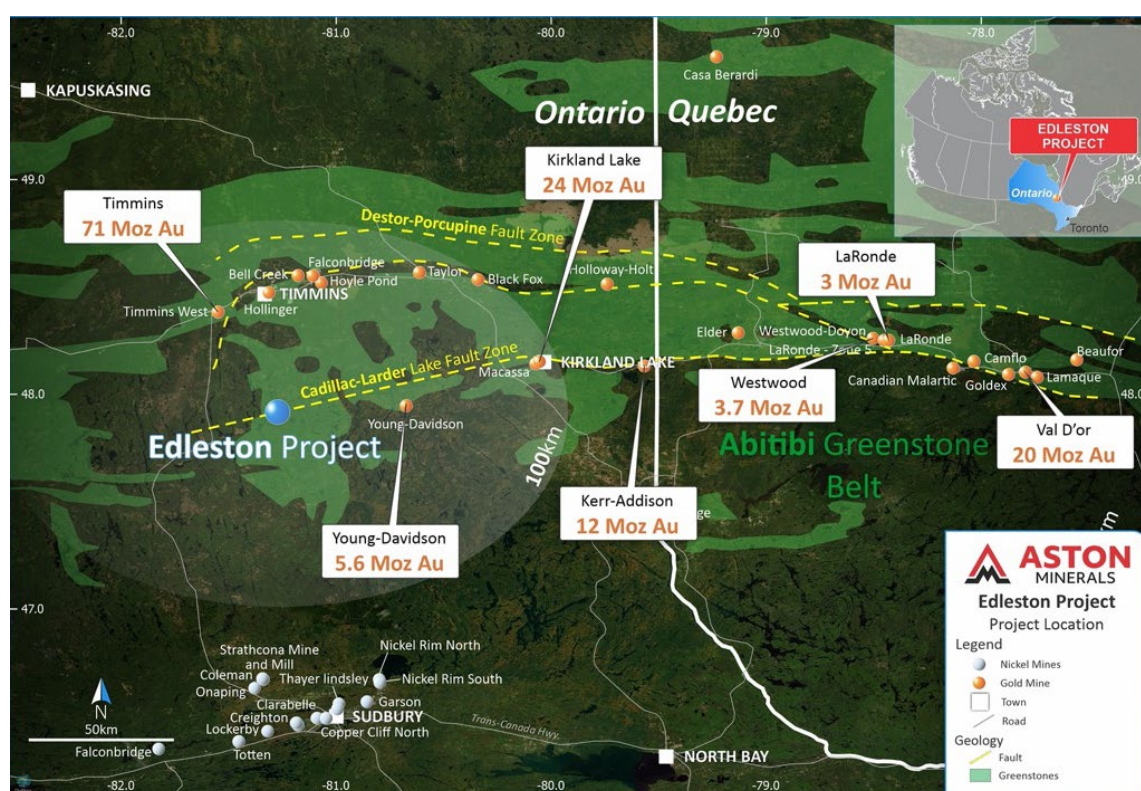 -82.0
-81.0
-80.0
-79.0
-78.0
KAPUSKASING
Casa Berardi
Ontario
Quebec
EDLESTON
PROJECT
Ontario
Toronto
49.0
-49.0
Kirkland Lake
24 Moz Au
Timmins
71 Moz Au
Destor-Porcupine Fault Zone
LaRonde
3 Moz Au
Bell Creek
Falconbridge
Hoyle Pond
Taylor
Black Fox
Holloway-Holt
TIMMINS
Hollinger
Timmins West
Elder
Westwood-Doyon
LaRonde
LaRonde - Zone 5
Macassa
KIRKLAND LAKE
Camflo
Beaufor
Canadian Malartic
Goldex
Lamaque
Cadillac-Larder Lake Fault Zone
48.0
-48.0
Young-Davidson
Westwood
3.7 Moz Au
Val D'or
20 Moz Au
Edleston Project
100km
Abitibi Greenstone
Belt
Kerr-Addison
12 Moz Au
Young-Davidson
5.6 Moz Au
47.0
Strathcona Mine
and Mill
Nickel Rim North
Coleman
Thayer lindsley
Nickel Rim South
Onaping
Clarabelle
Garson
Creighton
SUDBURY
Lockerby
Copper Cliff North
Totten
Falconbridge
N
50km
Trans-Canada Hwy.
NORTH BAY
ASTON
MINERALS
Edleston Project
Project Location
Legend
Nickel Mines
Gold Mine
Town
Road
Geology
Fault
Greenstones
-82.0
-81.0
-80.0
-79.0